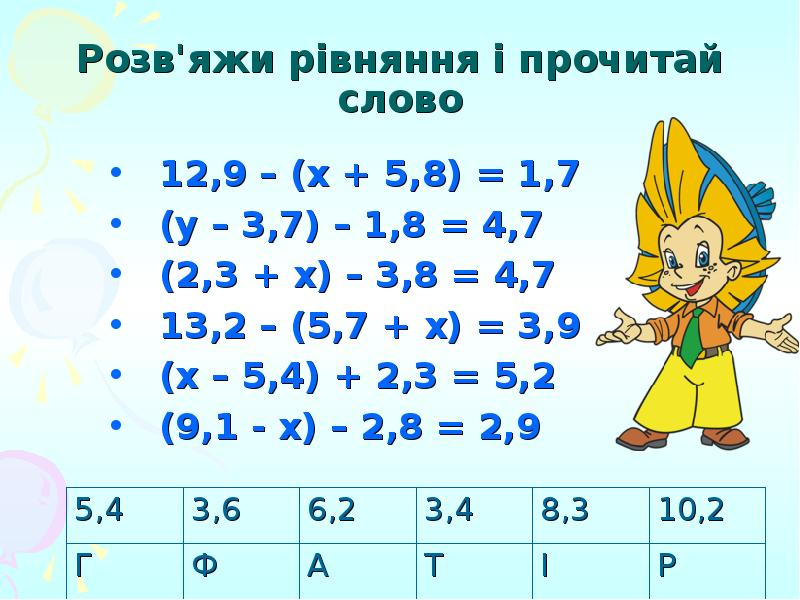 Розв'яжи рівняння і прочитай
слово
• 12,9 – (х + 5,8) = 1,7
• (у – 3,7) – 1,8 = 4,7
• (2,3 + х) – 3,8 = 4,7
• 13,2 – (5,7 + х) = 3,9
• (х – 5,4) + 2,3 = 5,2
• (9,1 - х) – 2,8 = 2,9
5,4 3,6 6,2 3,4 8,3 10,2
Г Ф А Т І Р